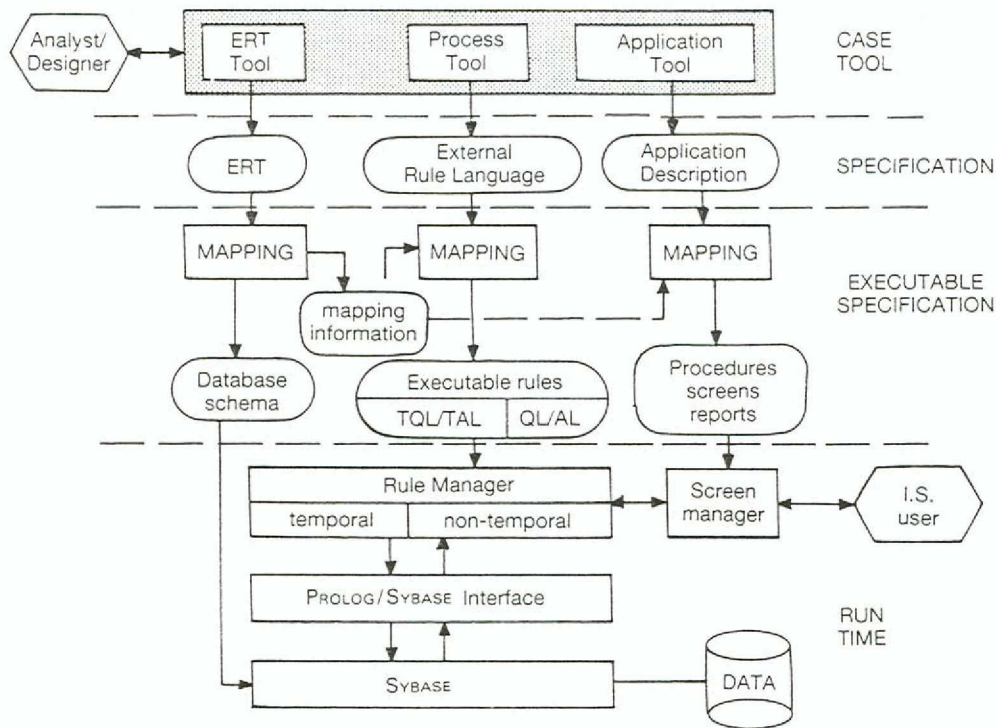 Analyst/
Designer
ERT
Tool
Process
Tool
Application
Tool
CASE
TOOL
ERT
External
Rule Language
Application
Description
SPECIFICATION
MAPPING
MAPPING
MAPPING
mapping
information
EXECUTABLE
SPECIFICATION
Database
schema
Executable rules
TQL/TAL
QL/AL
Procedures
screens
reports
Rule Manager
temporal
non-temporal
Screen
manager
I.S.
user
PROLOG/SYBASE Interface
RUN
TIME
SYBASE
DATA